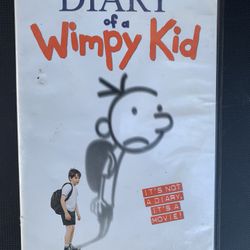 DIARY
of a
Wimpy Kid
IT'S NOT
A DIARY,
IT'S A
MOVIE!